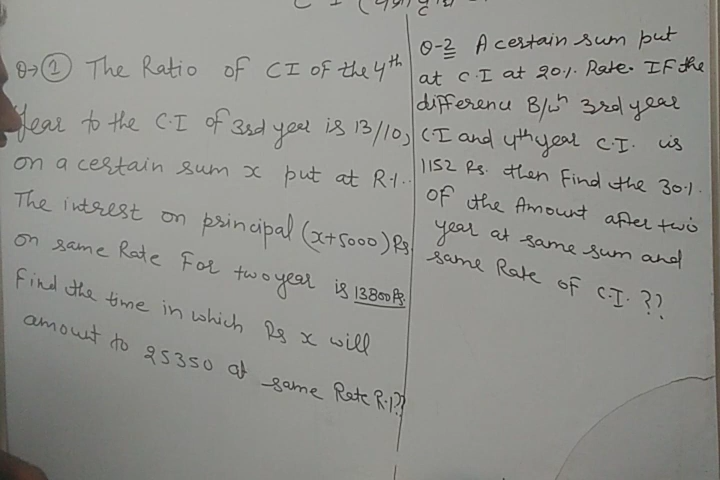 Q→① The Ratio of CI of the 4th
year to the C.I of 3rd year is 13/10,
on a certain sum x put at R%.
The intrest on principal (x+5000) Rs
on same Rate For two year is 13800 Rs.
Find the time in which Rs x will
amount to 25350 at same Rate R%??
Q-2 A certain sum put
at C.I at 20% Rate. IF the
difference B/wn 3rd year
CI and 4th year C.I. is
1152 Rs. then Find the 30%
of the Amount after two
year at same sum and
same Rate of C.I. ??